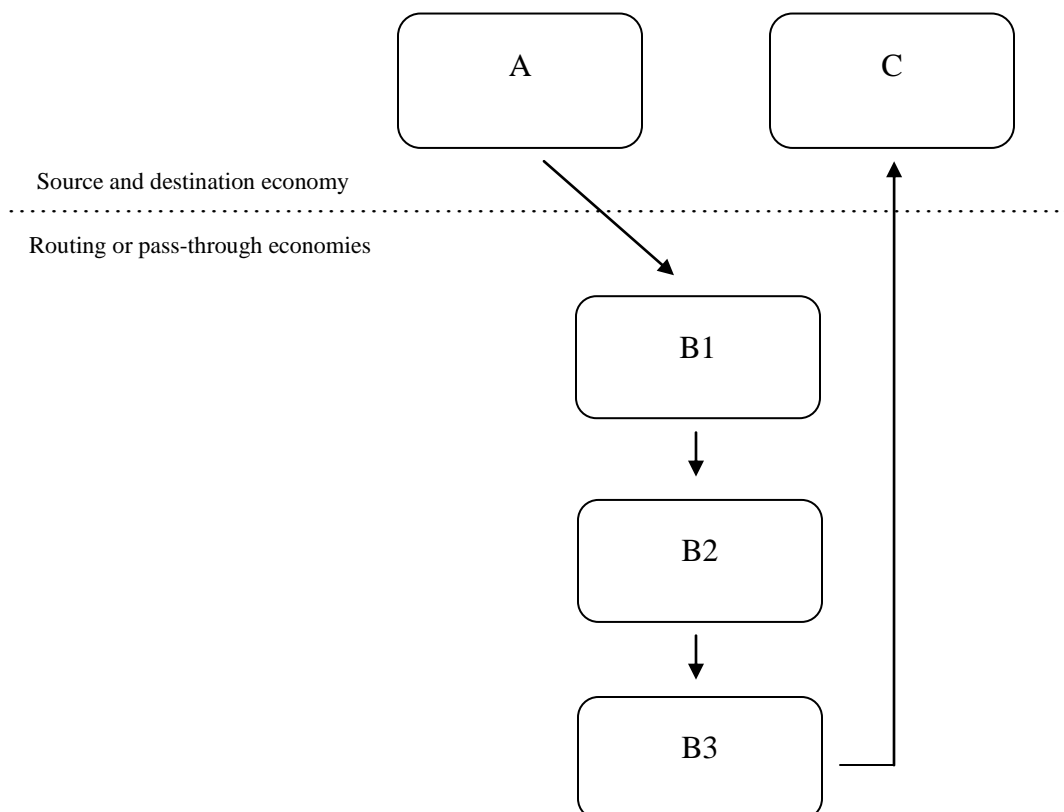 A
C
Source and destination economy
Routing or pass-through economies
B1
B2
B3